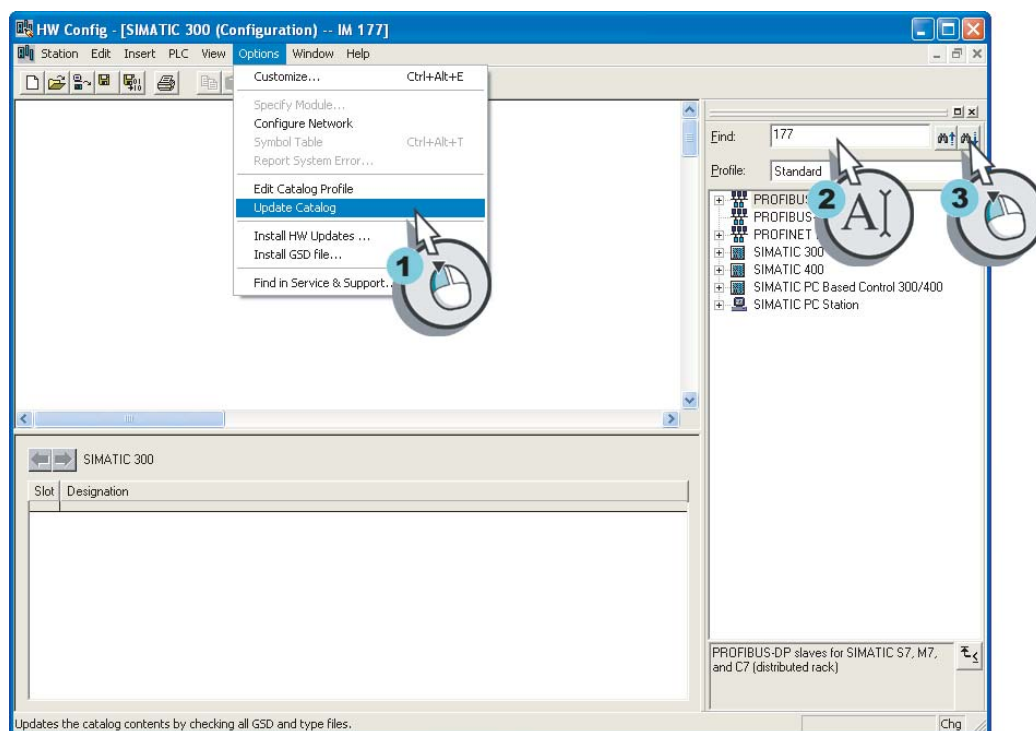 HW Config - [SIMATIC 300 (Configuration) -- IM 177]
Station Edit Insert PLC View Options Window Help
Customize... Ctrl+Alt+E
Specify Module...
Configure Network
Symbol Table Ctrl+Alt+T
Report System Error...
Edit Catalog Profile
Update Catalog
Install HW Updates ...
Install GSD file...
Find in Service & Support...
1
Find: 177
Profile: Standard
2
AI
3
PROFIBUS
PROFIBUS-
PROFINET
SIMATIC 300
SIMATIC 400
SIMATIC PC Based Control 300/400
SIMATIC PC Station
SIMATIC 300
Slot Designation
PROFIBUS-DP slaves for SIMATIC S7, M7,
and C7 (distributed rack)
Updates the catalog contents by checking all GSD and type files.
Chg